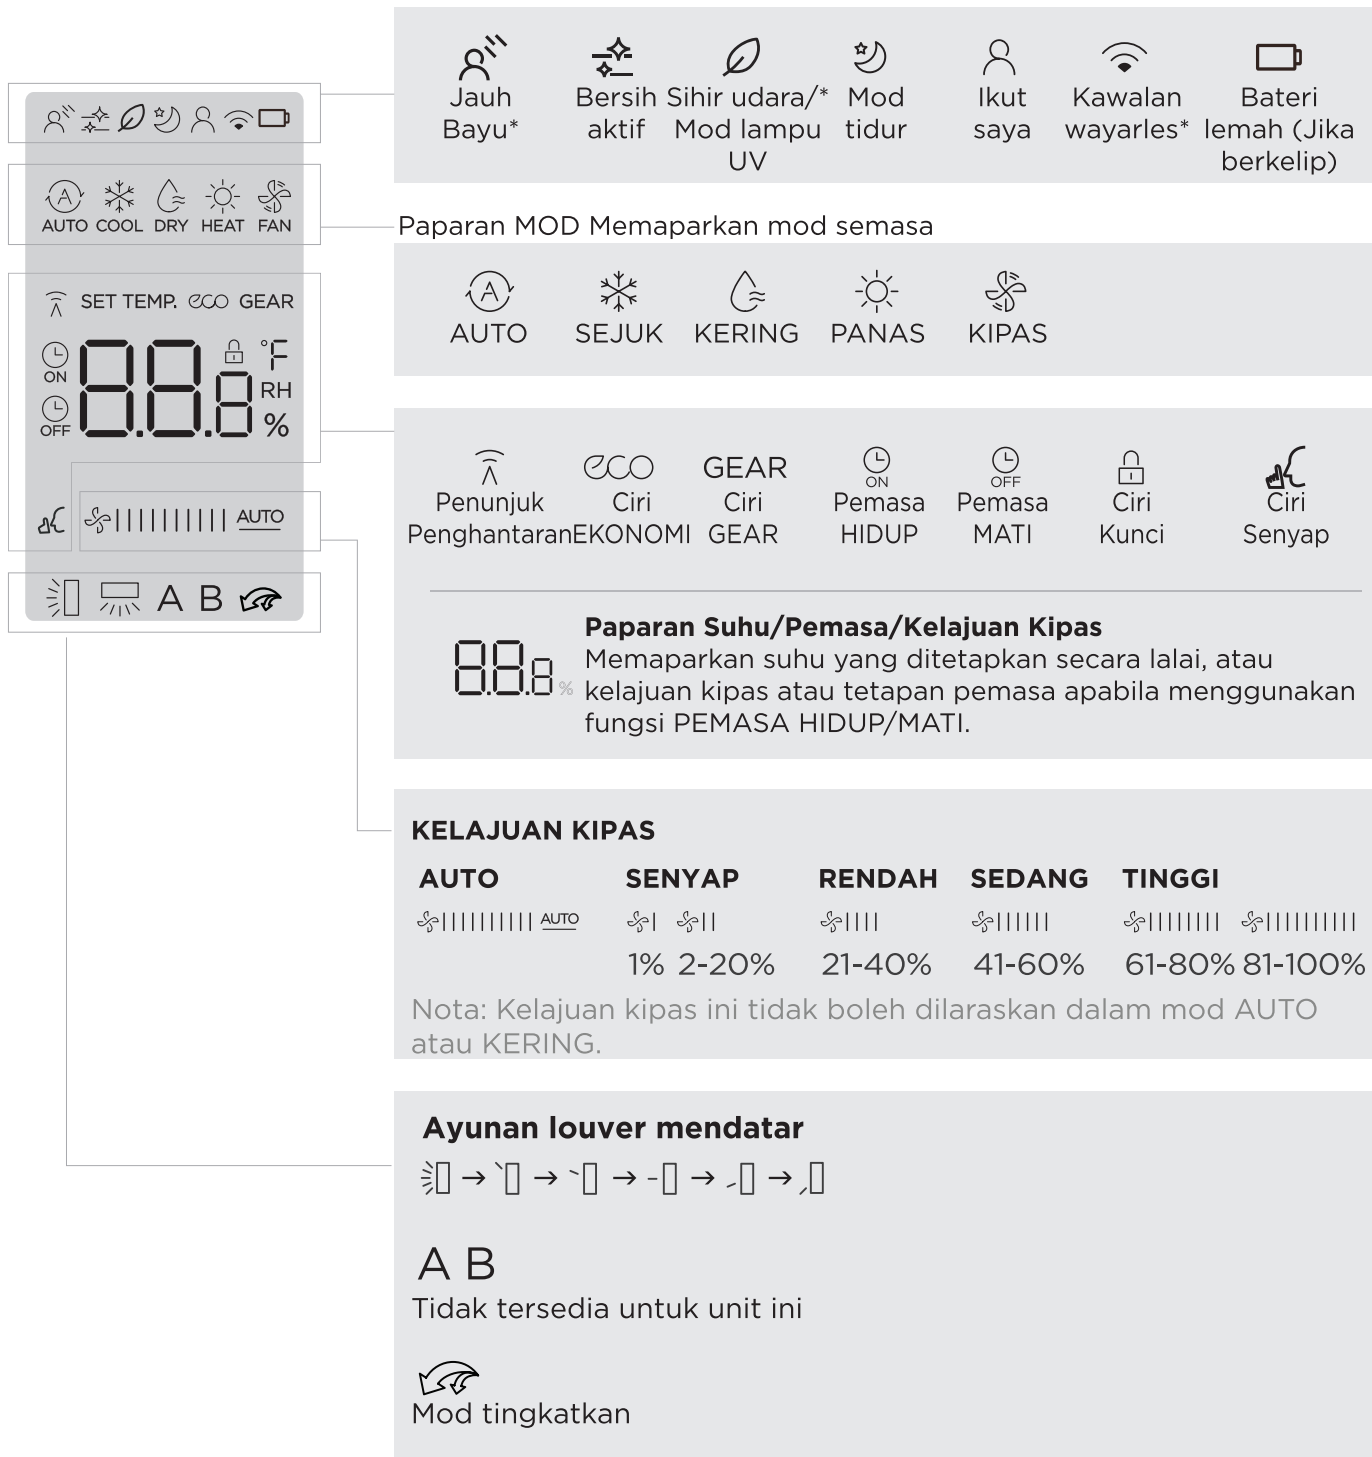 Jauh Bayu*
Bersih aktif
Sihir udara/* Mod lampu UV
Mod tidur
Ikut saya
Kawalan wayarles*
Bateri lemah (Jika berkelip)
AUTO COOL DRY HEAT FAN
Paparan MOD Memaparkan mod semasa
AUTO SEJUK KERING PANAS KIPAS
SET TEMP. eco GEAR
ON
OFF
88.8
°F
RH
%
AUTO
A B
eco GEAR ON OFF
Penunjuk Penghantaran
Ciri EKONOMI
Ciri GEAR
Pemasa HIDUP
Pemasa MATI
Ciri Kunci
Ciri Senyap
88.8 %
Paparan Suhu/Pemasa/Kelajuan Kipas
Memaparkan suhu yang ditetapkan secara lalai, atau
kelajuan kipas atau tetapan pemasa apabila menggunakan
fungsi PEMASA HIDUP/MATI.
KELAJUAN KIPAS
AUTO SENYAP RENDAH SEDANG TINGGI
AUTO
1% 2-20% 21-40% 41-60% 61-80% 81-100%
Nota: Kelajuan kipas ini tidak boleh dilaraskan dalam mod AUTO
atau KERING.
Ayunan louver mendatar
A B
Tidak tersedia untuk unit ini
Mod tingkatkan